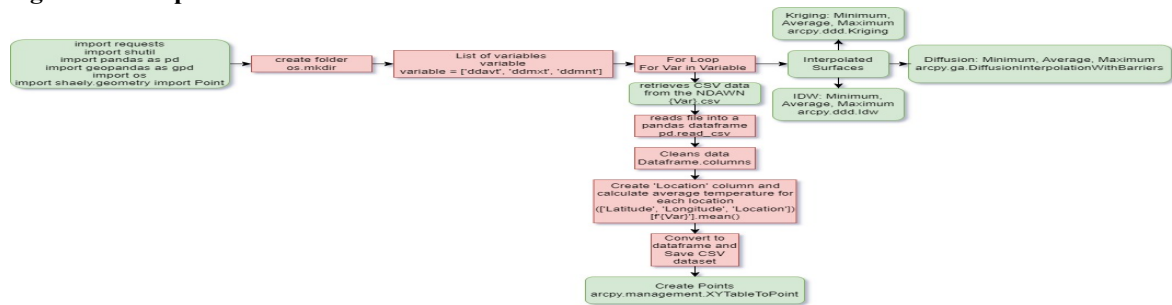 import requests
import shutil
import pandas as pd
import geopandas as gpd
import os
import shaely.geometry import Point
create folder
os.mkdir
List of variables
variable
variable = ['ddavt', 'ddmxt', 'ddmnt']
For Loop
For Var in Variable
Kriging: Minimum,
Average, Maximum
arcpy.ddd.Kriging
Interpolated
Surfaces
Diffusion: Minimum, Average, Maximum
arcpy.ga.DiffusionInterpolationWithBarriers
IDW: Minimum,
Average, Maximum
arcpy.ddd.Idw
retrieves CSV data
from the NDAWN
{Var}.csv
reads file into a
pandas dataframe
pd.read_csv
Cleans data
Dataframe.columns
Create 'Location' column and
calculate average temperature for
each location
(['Latitude', 'Longitude', 'Location'])
[f'{Var}'].mean()
Convert to
dataframe and
Save CSV
dataset
Create Points
arcpy.management.XYTableToPoint